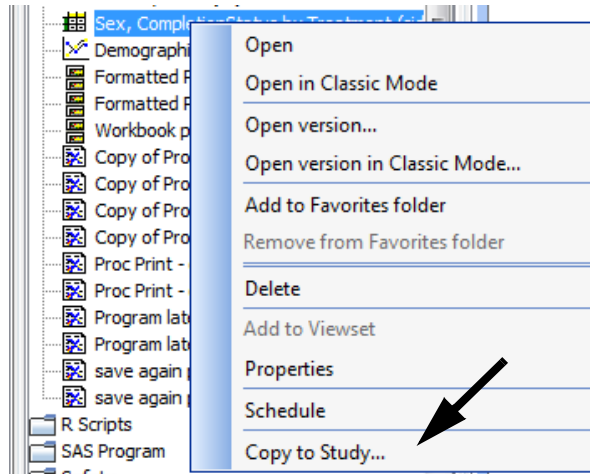 Sex, CompletionStatus by Treatment
Demographi
Formatted
Formatted
Workbook p
Copy of Pro
Copy of Pro
Copy of Pro
Copy of Pro
Proc Print -
Proc Print -
Program late
Program late
save again
save again
R Scripts
SAS Program
Open
Open in Classic Mode
Open version...
Open version in Classic Mode...
Add to Favorites folder
Remove from Favorites folder
Delete
Add to Viewset
Properties
Schedule
Copy to Study...